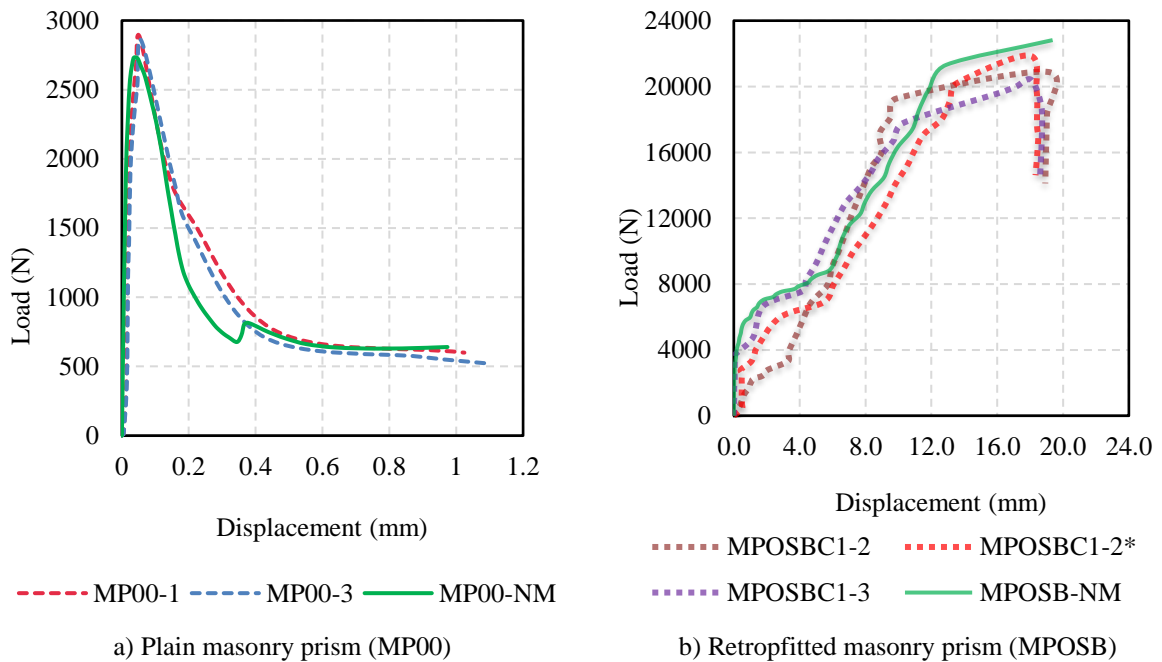 3000
2500
2000
1500
1000
500
0
Load (N)
0 0.2 0.4 0.6 0.8 1 1.2
Displacement (mm)
MP00-1 MP00-3 MP00-NM
a) Plain masonry prism (MP00)
24000
20000
16000
12000
8000
4000
0
Load (N)
0.0 4.0 8.0 12.0 16.0 20.0 24.0
Displacement (mm)
MPOSBC1-2 MPOSBC1-2*
MPOSBC1-3 MPOSB-NM
b) Retropfitted masonry prism (MPOSB)